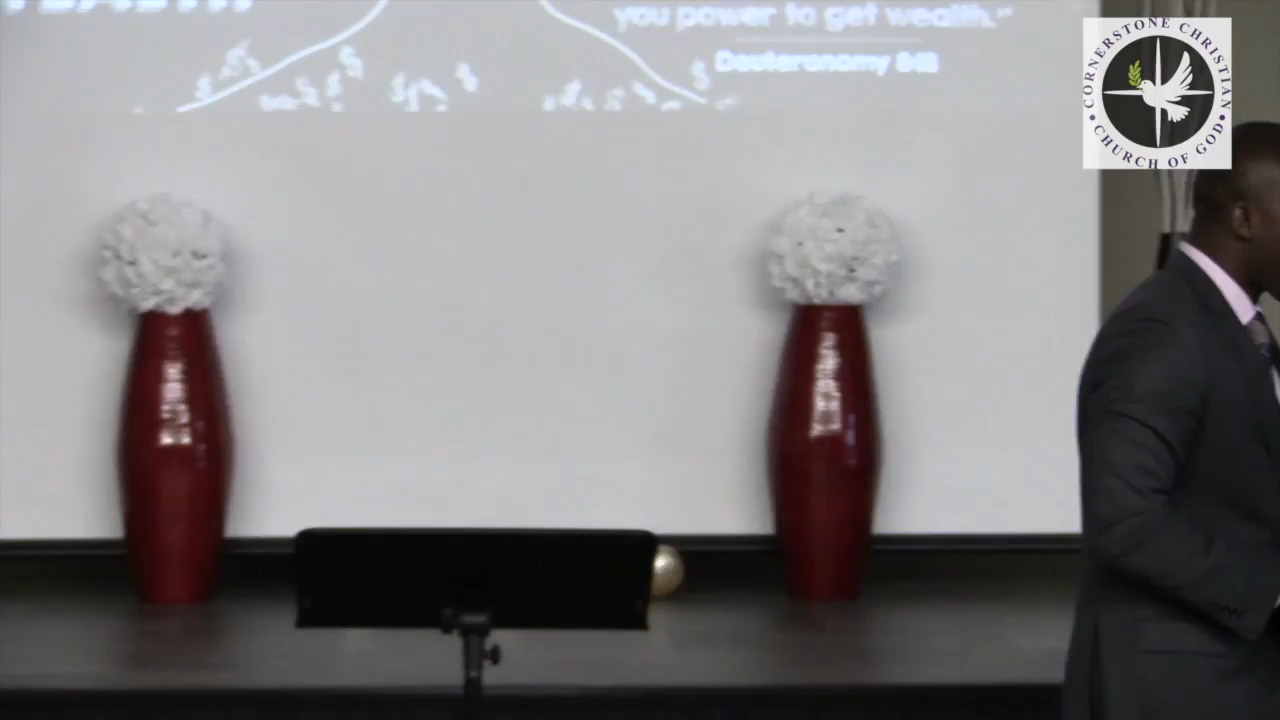 you power to get wealth."
Deuteronomy 8:18
CORNERSTONE CHRISTIAN
• CHURCH OF GOD •